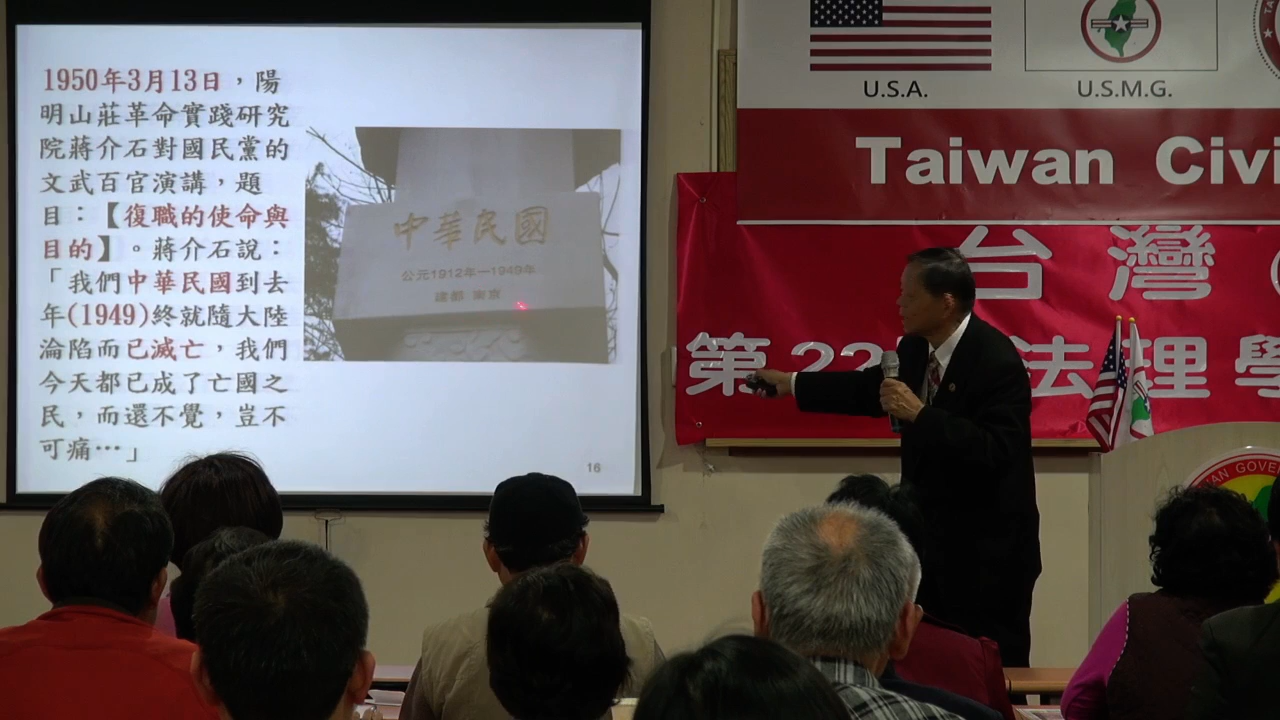 1950年3月13日，陽
明山莊革命實踐研究
院蔣介石對國民黨的
文武百官演講，題
目：【復職的使命與
目的】。蔣介石說：
「我們中華民國到去
年(1949)終就隨大陸
淪陷而已滅亡，我們
今天都已成了亡國之
民，而還不覺，豈不
可痛…」
中華民國
公元1912年—1949年
建都 南京
16
U.S.A.
U.S.M.G.
Taiwan Civi
台灣
第22
法理學